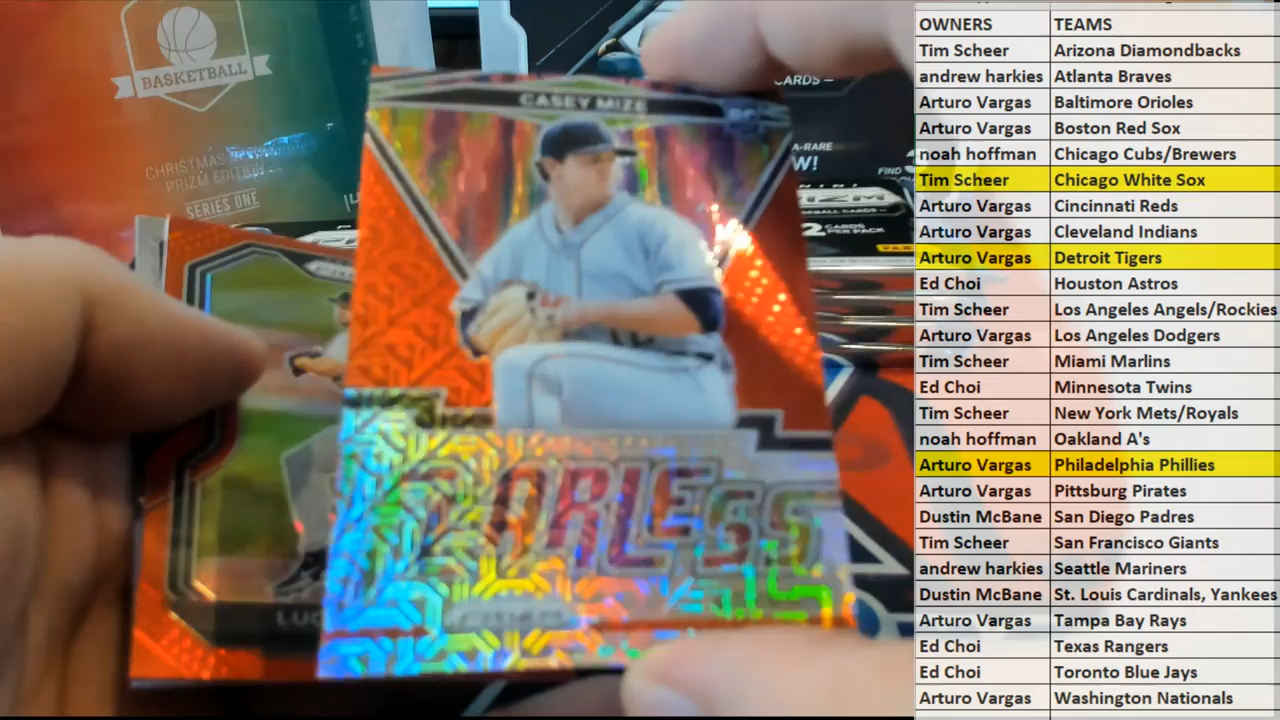 BASKETBALL
CHRISTMAS
PRIZM EDITION
SERIES ONE
CASEY MIZE
CARDS
A-RARE
W!
FIND
2 CARDS
PER PACK
FEARLESS
LUC
OWNERS TEAMS
Tim Scheer Arizona Diamondbacks
andrew harkies Atlanta Braves
Arturo Vargas Baltimore Orioles
Arturo Vargas Boston Red Sox
noah hoffman Chicago Cubs/Brewers
Tim Scheer Chicago White Sox
Arturo Vargas Cincinnati Reds
Arturo Vargas Cleveland Indians
Arturo Vargas Detroit Tigers
Ed Choi Houston Astros
Tim Scheer Los Angeles Angels/Rockies
Arturo Vargas Los Angeles Dodgers
Tim Scheer Miami Marlins
Ed Choi Minnesota Twins
Tim Scheer New York Mets/Royals
noah hoffman Oakland A's
Arturo Vargas Philadelphia Phillies
Arturo Vargas Pittsburg Pirates
Dustin McBane San Diego Padres
Tim Scheer San Francisco Giants
andrew harkies Seattle Mariners
Dustin McBane St. Louis Cardinals, Yankees
Arturo Vargas Tampa Bay Rays
Ed Choi Texas Rangers
Ed Choi Toronto Blue Jays
Arturo Vargas Washington Nationals